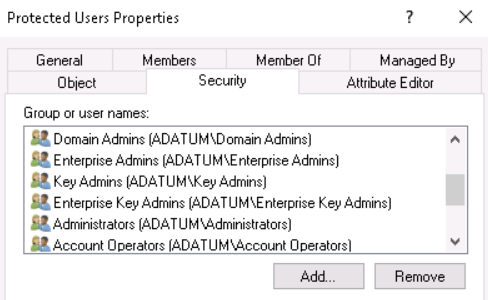 Protected Users Properties
?
General Members Member Of Managed By
Object Security Attribute Editor
Group or user names:
Domain Admins (ADATUM\Domain Admins)
Enterprise Admins (ADATUM\Enterprise Admins)
Key Admins (ADATUM\Key Admins)
Enterprise Key Admins (ADATUM\Enterprise Key Admins)
Administrators (ADATUM\Administrators)
Account Operators (ADATUM\Account Operators)
Add... Remove